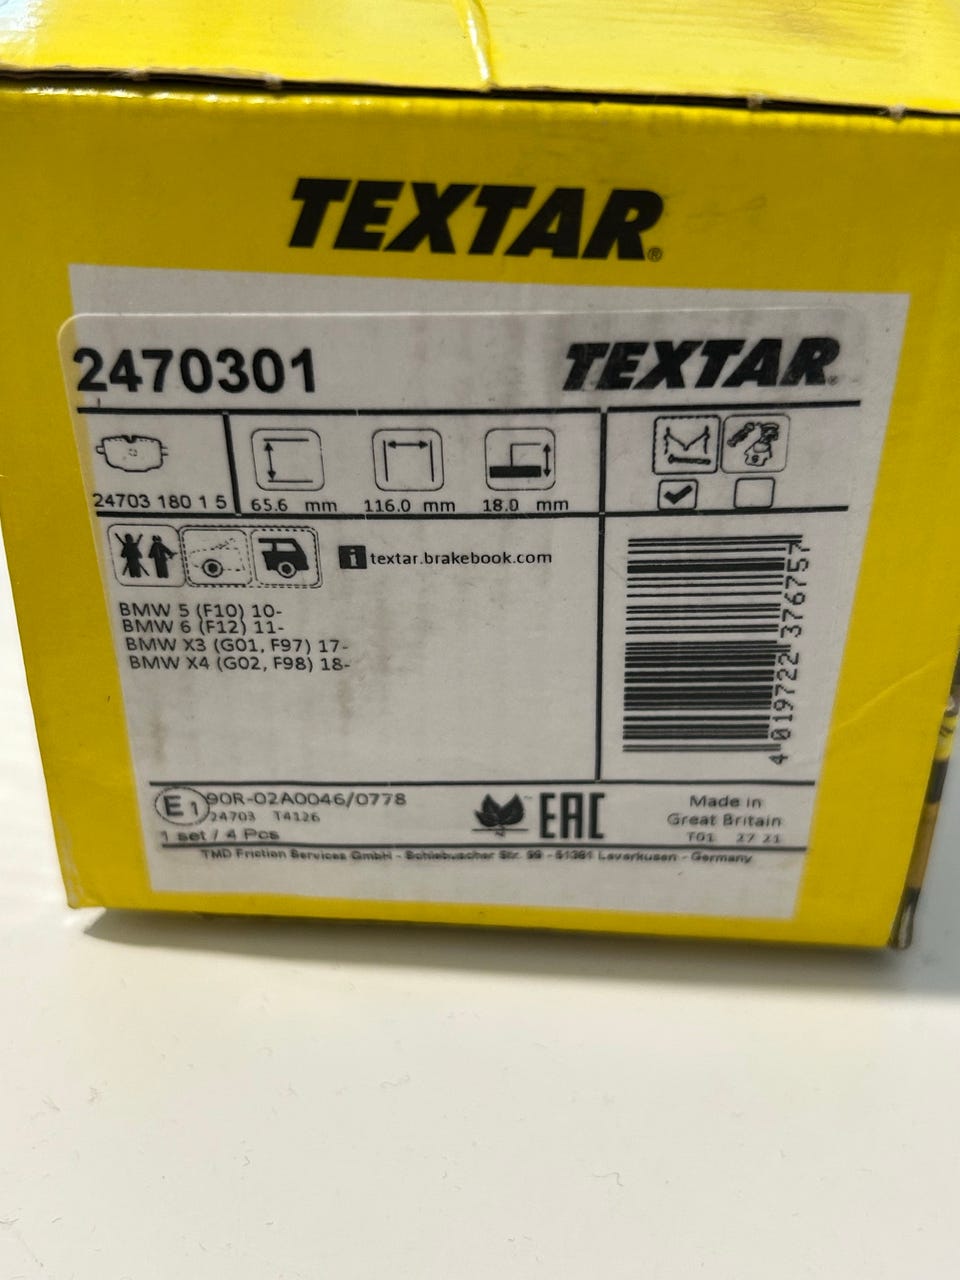 TEXTAR®
2470301
TEXTAR®
24703 180 1 5
65.6 mm
116.0 mm
18.0 mm
i textar.brakebook.com
BMW 5 (F10) 10-
BMW 6 (F12) 11-
BMW X3 (G01, F97) 17-
BMW X4 (G02, F98) 18-
4 019722 376757
E1 90R-02A0046/0778
24703 T4126
1 set / 4 Pcs
EAC
Made in
Great Britain
T01 27 21
TMD Friction Services GmbH - Schlebuscher Str. 99 - 51381 Leverkusen - Germany